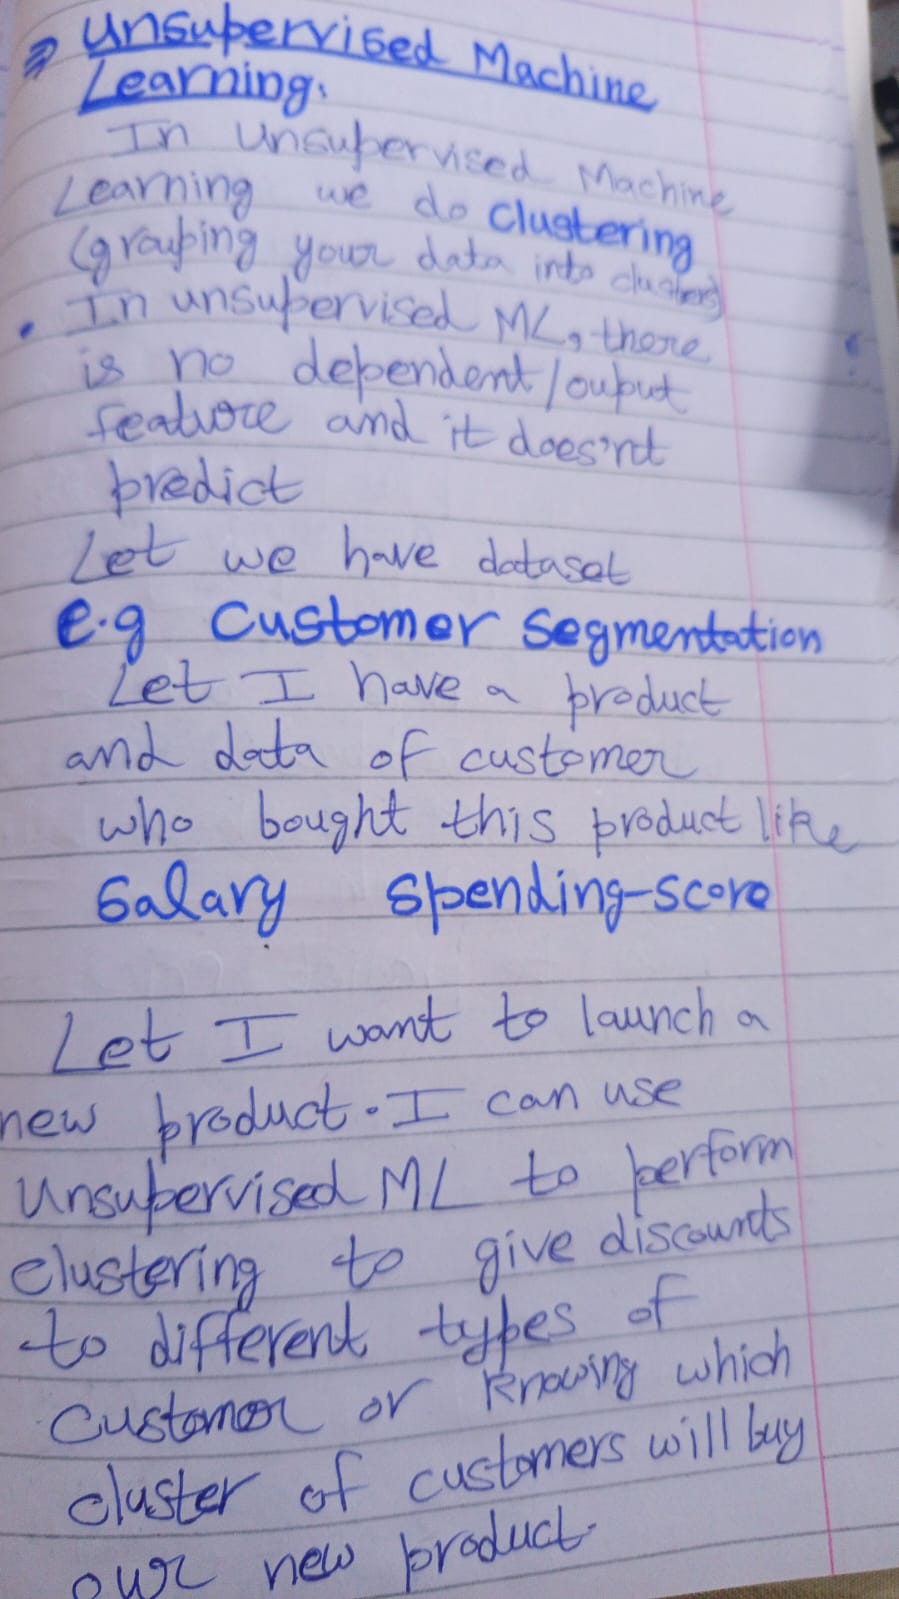 ⇒ Unsupervised Machine
Learning:
In Unsupervised Machine
Learning we do Clustering
(grouping your data into clusters)
• In unsupervised ML, there
is no dependent/ouput
feature and it does'nt
predict
Let we have dataset
e.g Customer Segmentation
Let I have a product
and data of customer
who bought this product like
Salary Spending-score
Let I want to launch a
new product. I can use
Unsupervised ML to perform
clustering to give discounts
to different types of
customer or knowing which
cluster of customers will buy
our new product.